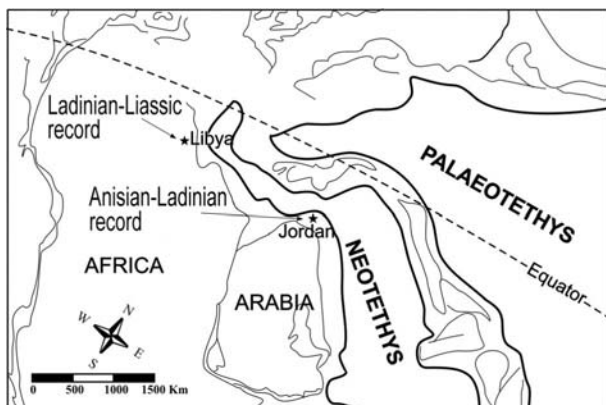 Ladinian-Liassic
record
Libya
PALAEOTETHYS
Anisian-Ladinian
record
Jordan
NEOTETHYS
Equator
AFRICA
ARABIA
N
W
E
S
0 500 1000 1500 Km